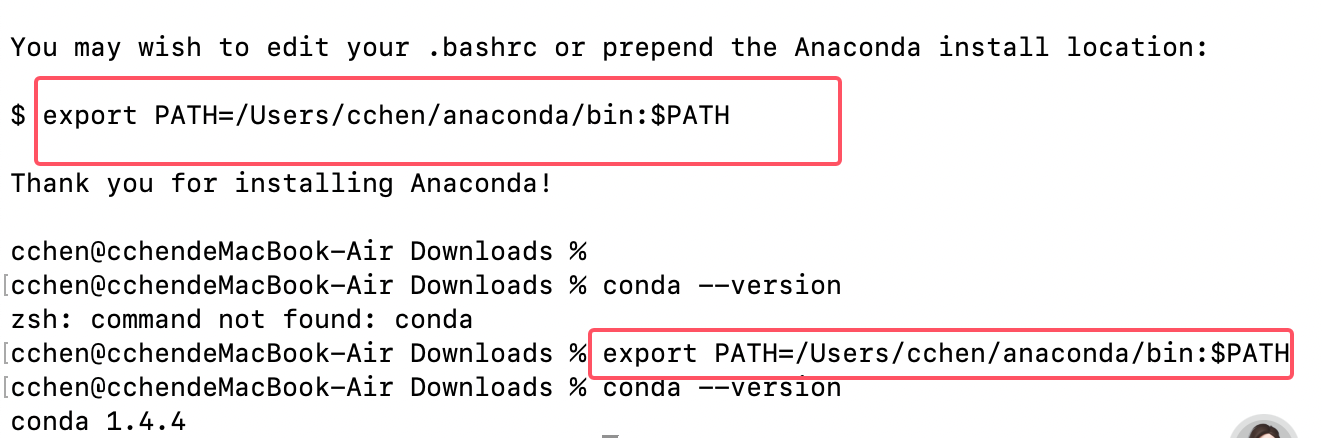 You may wish to edit your .bashrc or prepend the Anaconda install location:
$ export PATH=/Users/cchen/anaconda/bin:$PATH
Thank you for installing Anaconda!
cchen@cchendeMacBook-Air Downloads %
[cchen@cchendeMacBook-Air Downloads % conda --version
zsh: command not found: conda
[cchen@cchendeMacBook-Air Downloads % export PATH=/Users/cchen/anaconda/bin:$PATH
[cchen@cchendeMacBook-Air Downloads % conda --version
conda 1.4.4